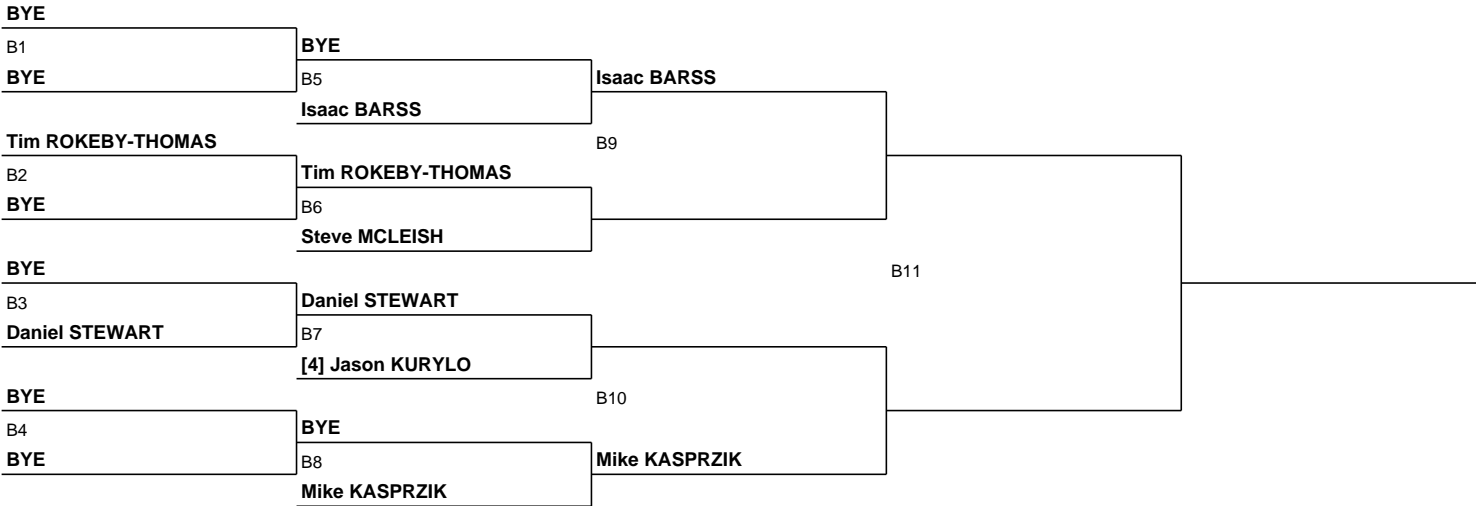 BYE
B1
BYE
BYE
B5
Isaac BARSS
Isaac BARSS
Tim ROKEBY-THOMAS
B9
B2
Tim ROKEBY-THOMAS
BYE
B6
Steve MCLEISH
BYE
B11
B3
Daniel STEWART
Daniel STEWART
B7
[4] Jason KURYLO
BYE
B10
B4
BYE
BYE
B8
Mike KASPRZIK
Mike KASPRZIK